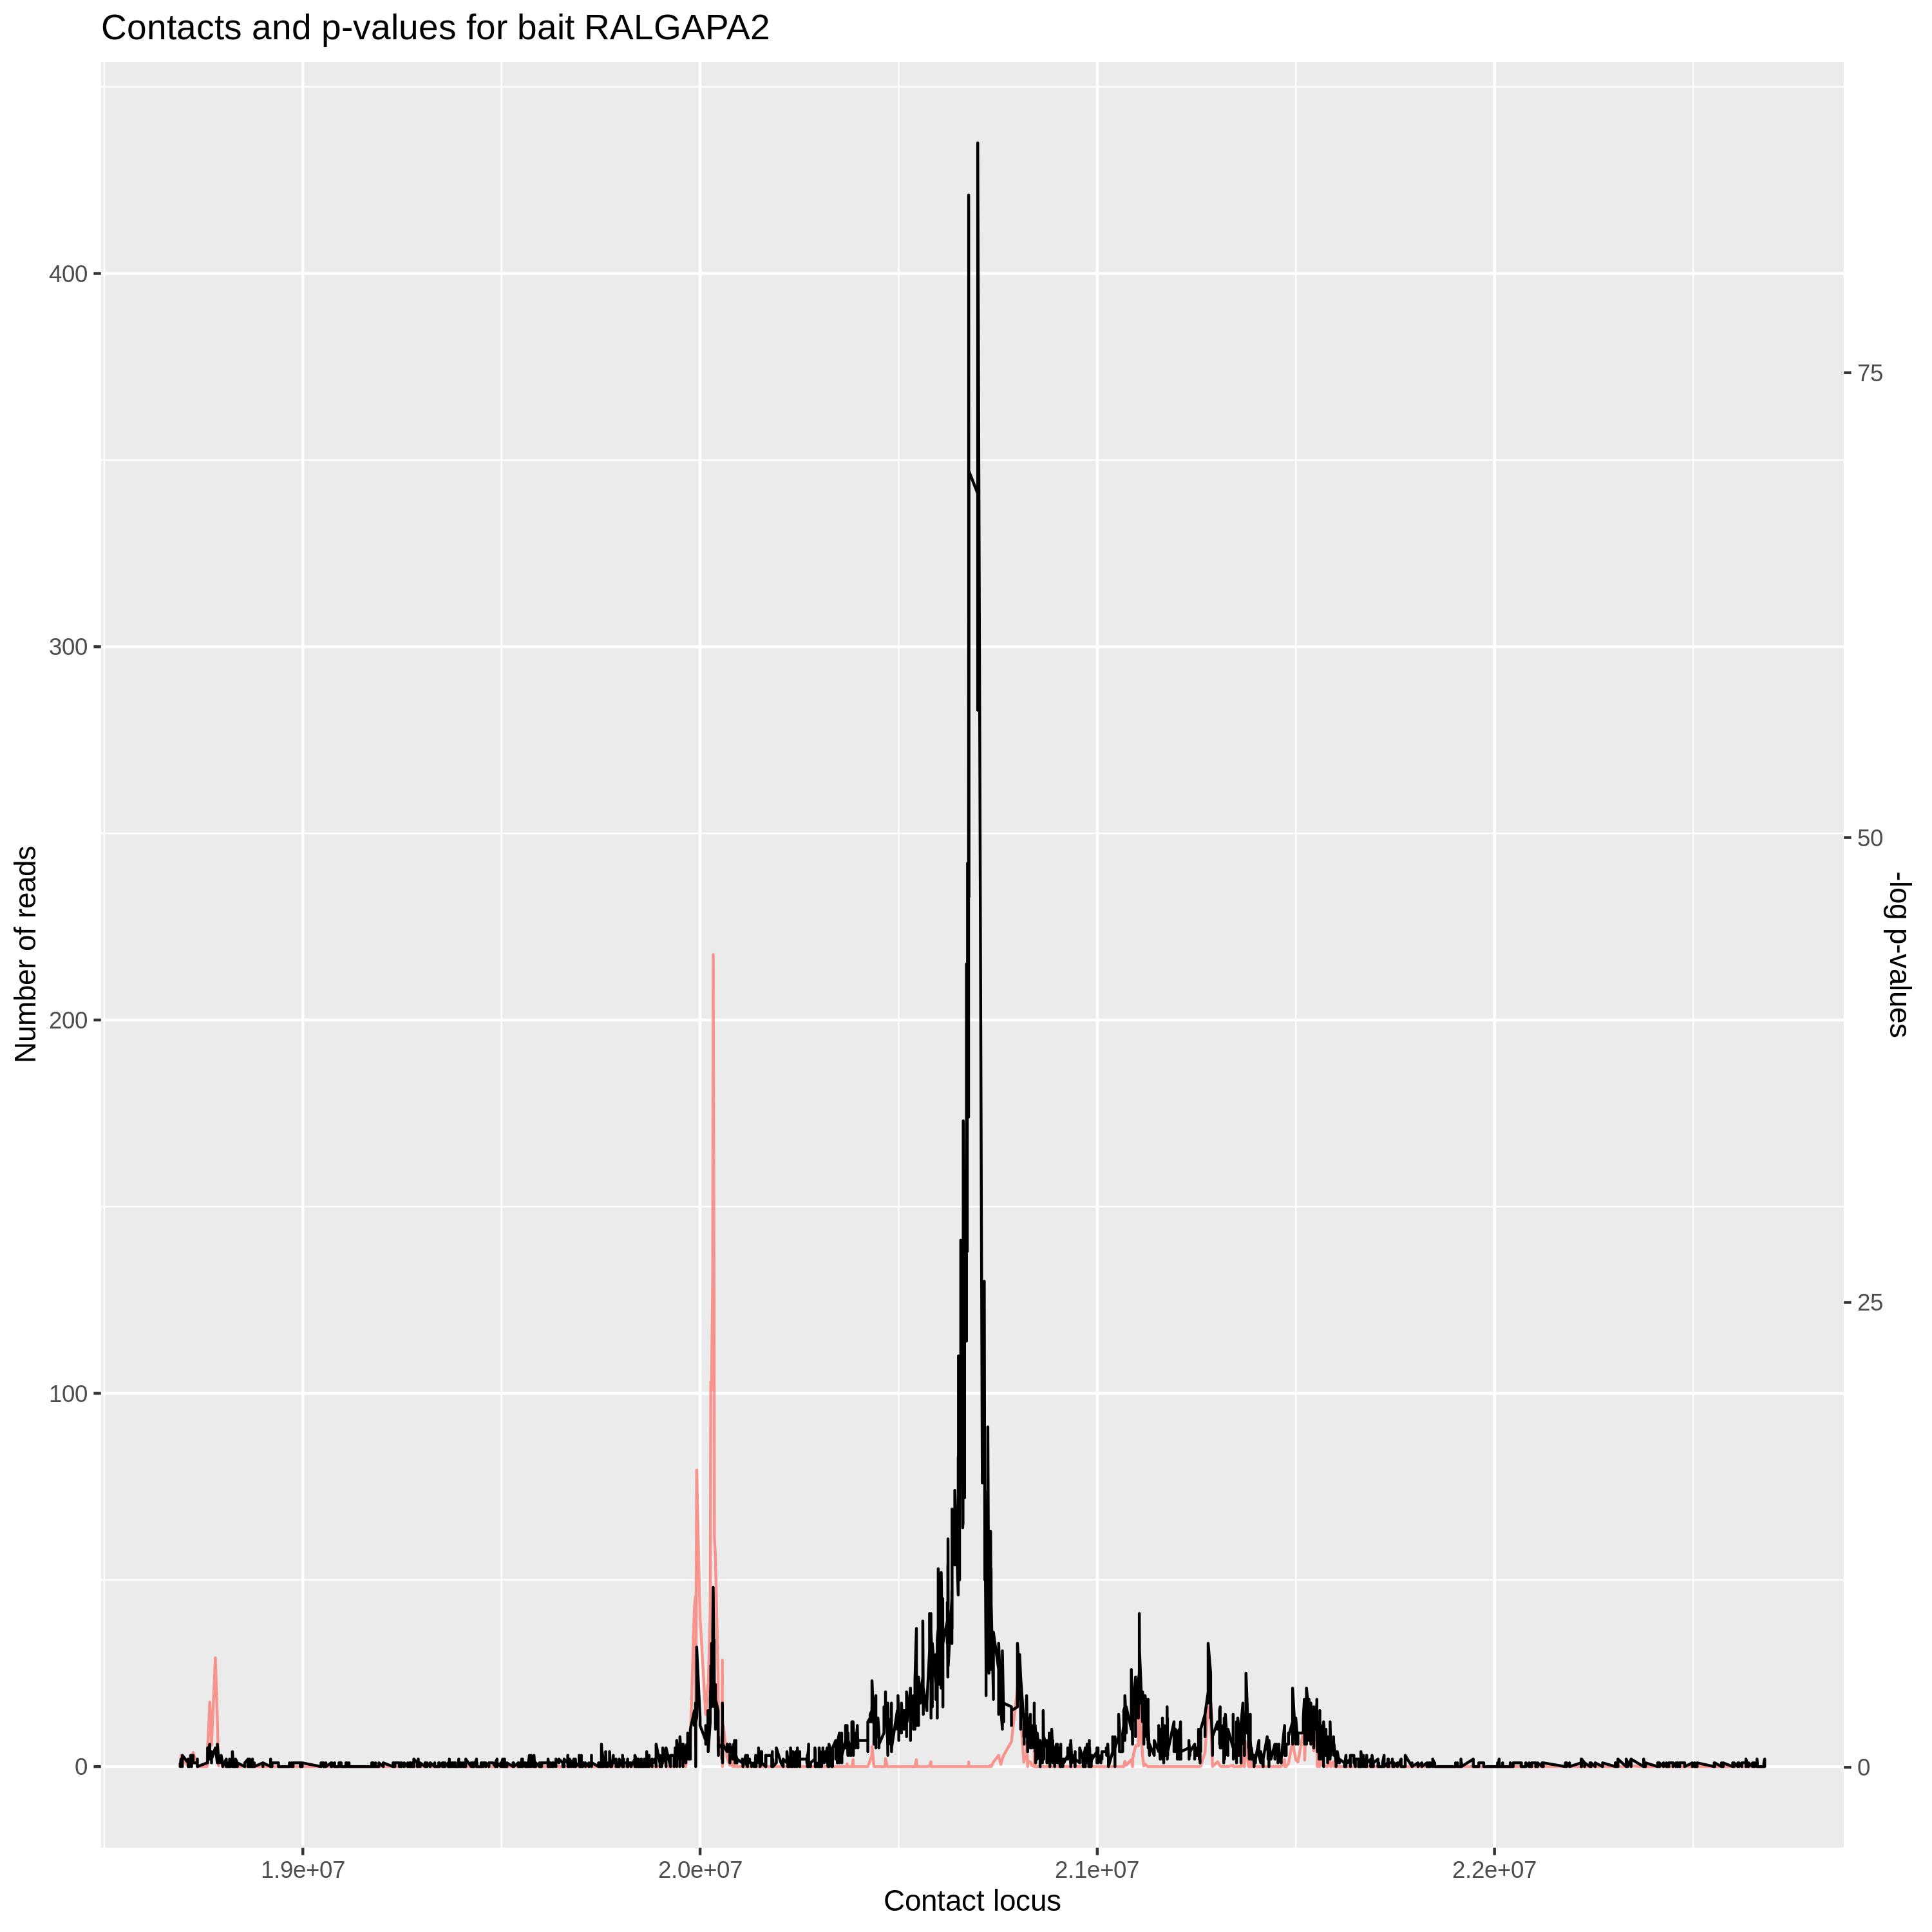 Contacts and p-values for bait RALGAPA2
400
300
200
100
0
75
50
25
0
Number of reads
-log p-values
1.9e+07
2.0e+07
2.1e+07
2.2e+07
Contact locus